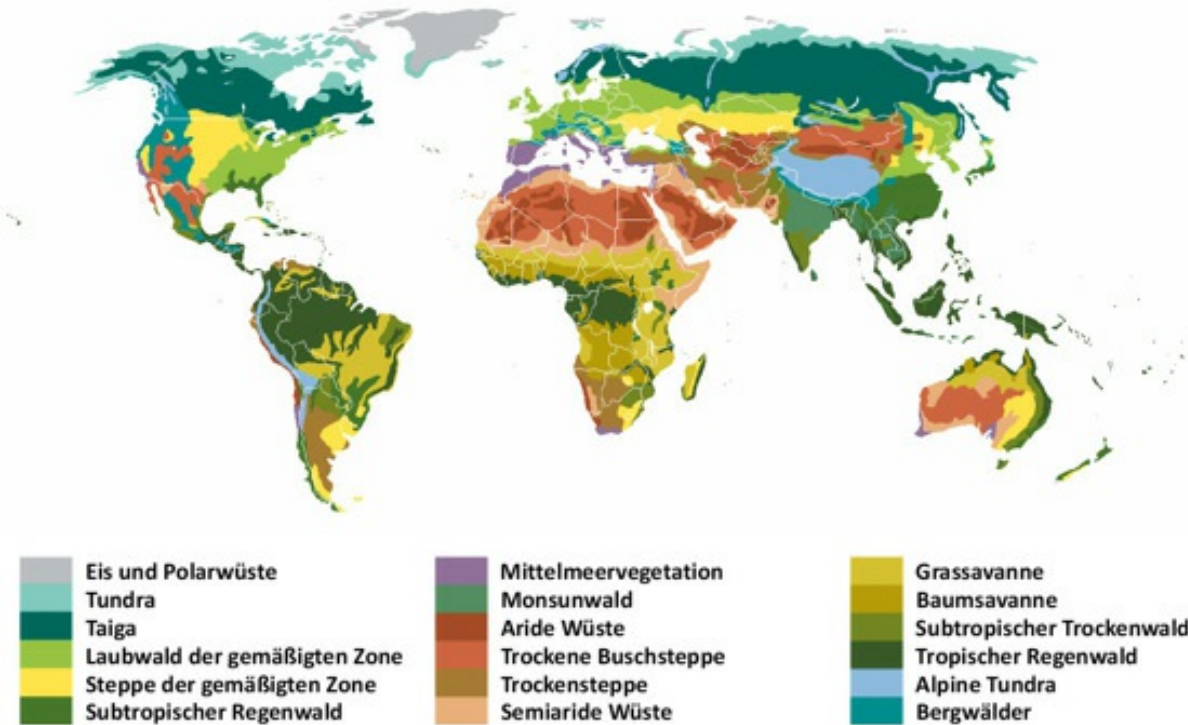 Eis und Polarwüste
Tundra
Taiga
Laubwald der gemäßigten Zone
Steppe der gemäßigten Zone
Subtropischer Regenwald
Mittelmeervegetation
Monsunwald
Aride Wüste
Trockene Buschsteppe
Trockensteppe
Semiaride Wüste
Grassavanne
Baumsavanne
Subtropischer Trockenwald
Tropischer Regenwald
Alpine Tundra
Bergwälder